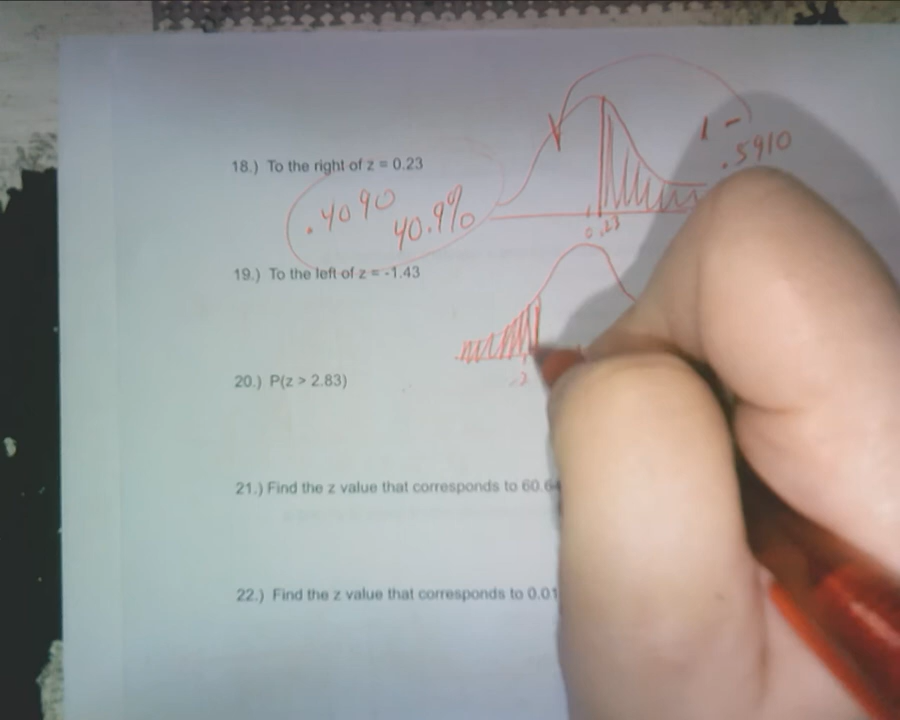 1 -
.5910
18.) To the right of z = 0.23
.4090 40.9%
0.23
19.) To the left of z = -1.43
20.) P(z > 2.83)
21.) Find the z value that corresponds to
22.) Find the z value that corresponds to 0.01